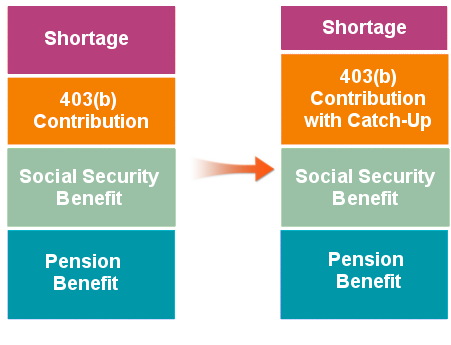 Shortage
403(b)
Contribution
Social Security
Benefit
Pension
Benefit
Shortage
403(b)
Contribution
with Catch-Up
Social Security
Benefit
Pension
Benefit